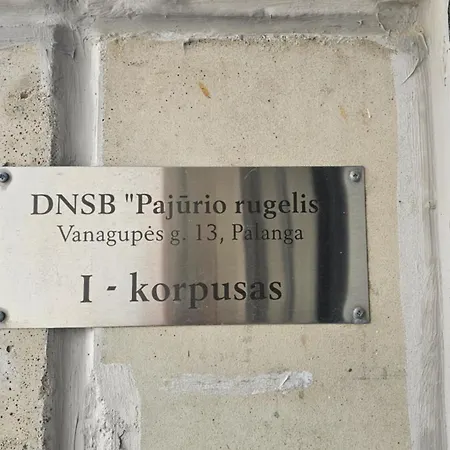 DNSB "Pajūrio rugelis
Vanagupės g. 13, Palanga
I - korpusas